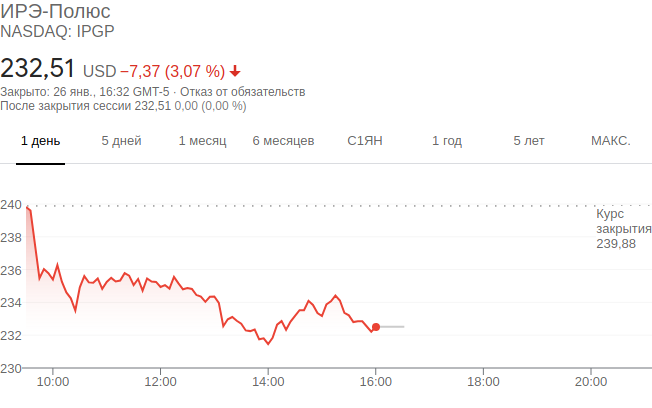 ИРЭ-Полюс
NASDAQ: IPGP
232,51 USD −7,37 (3,07 %)
Закрыто: 26 янв., 16:32 GMT-5 · Отказ от обязательств
После закрытия сессии 232,51 0,00 (0,00 %)
1 день 5 дней 1 месяц 6 месяцев С1ЯН 1 год 5 лет МАКС.
240
Курс
закрытия
239,88
238
236
234
232
230
10:00 12:00 14:00 16:00 18:00 20:00